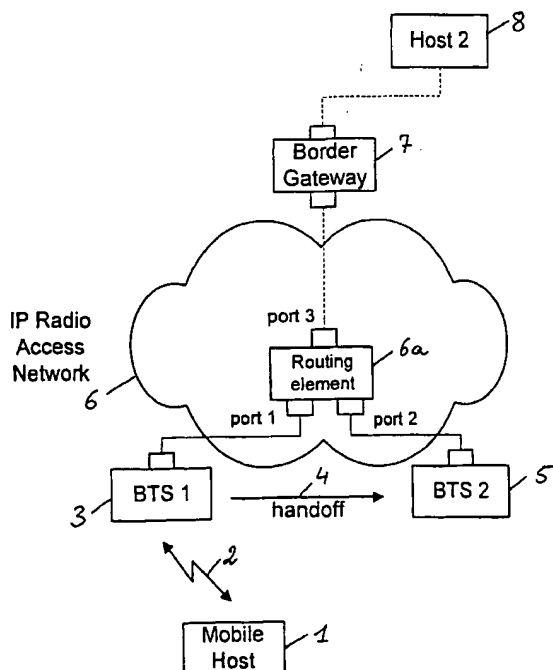 Host 2
8
Border
Gateway
7
port 3
IP Radio
Access
Network
6
Routing
element
6a
port 1
port 2
BTS 1
3
4
handoff
BTS 2
5
2
Mobile
Host
1